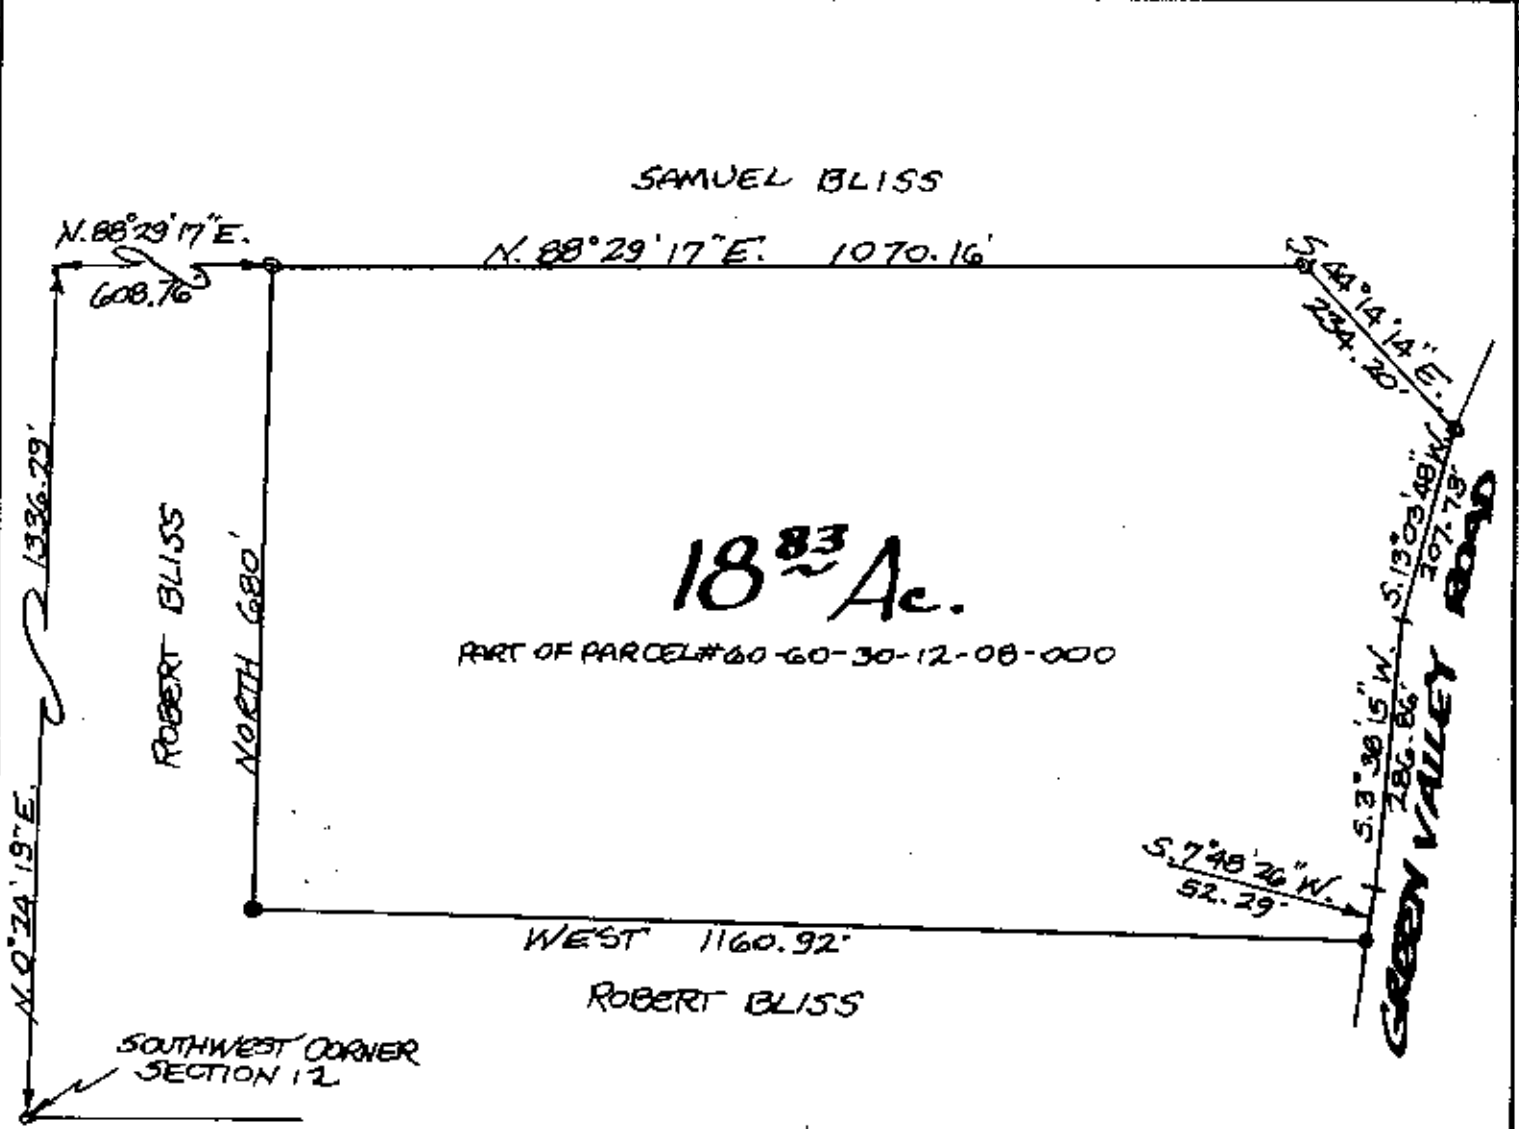 SAMUEL BLISS
N. 88°29'17"E.
608.76'
N. 88°29'17"E. 1070.16'
S 44°14'14"E.
234.20'
1336.29'
N. 0°24'19"E.
ROBERT BLISS
NORTH 680'
18 83 Ac.
PART OF PARCEL# 60-60-30-12-08-000
S. 13°03'48"W.
207.73'
S. 3°38'15"W.
286.86'
GREEN VALLEY ROAD
S. 7°48'26"W.
52.29'
WEST 1160.92'
ROBERT BLISS
SOUTHWEST CORNER
SECTION 12